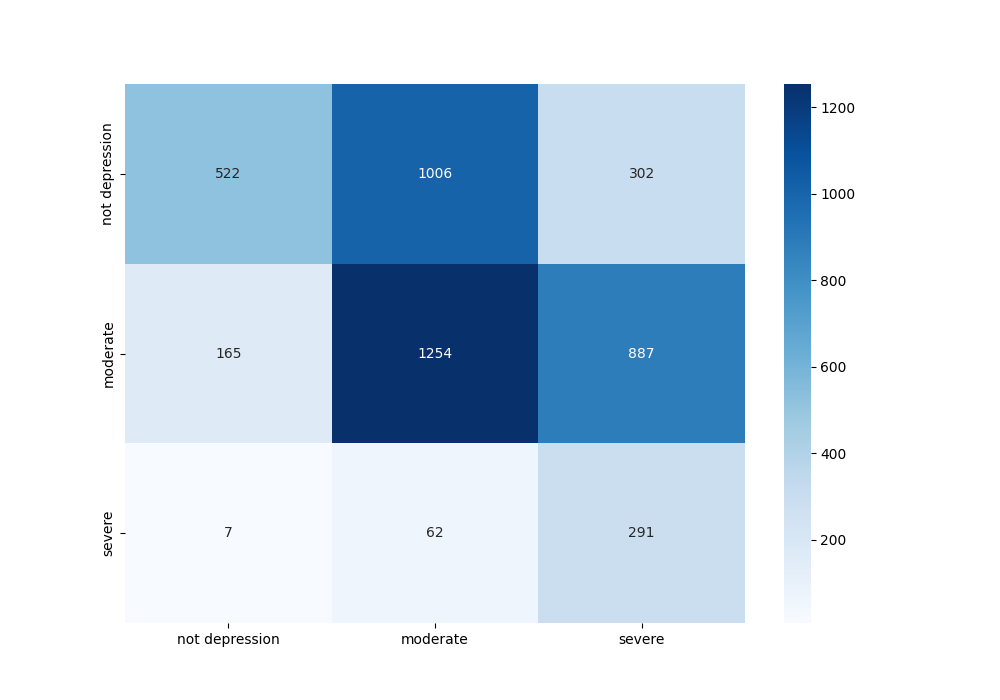 not depression
522
1006
302
moderate
165
1254
887
severe
7
62
291
not depression
moderate
severe
1200
1000
800
600
400
200